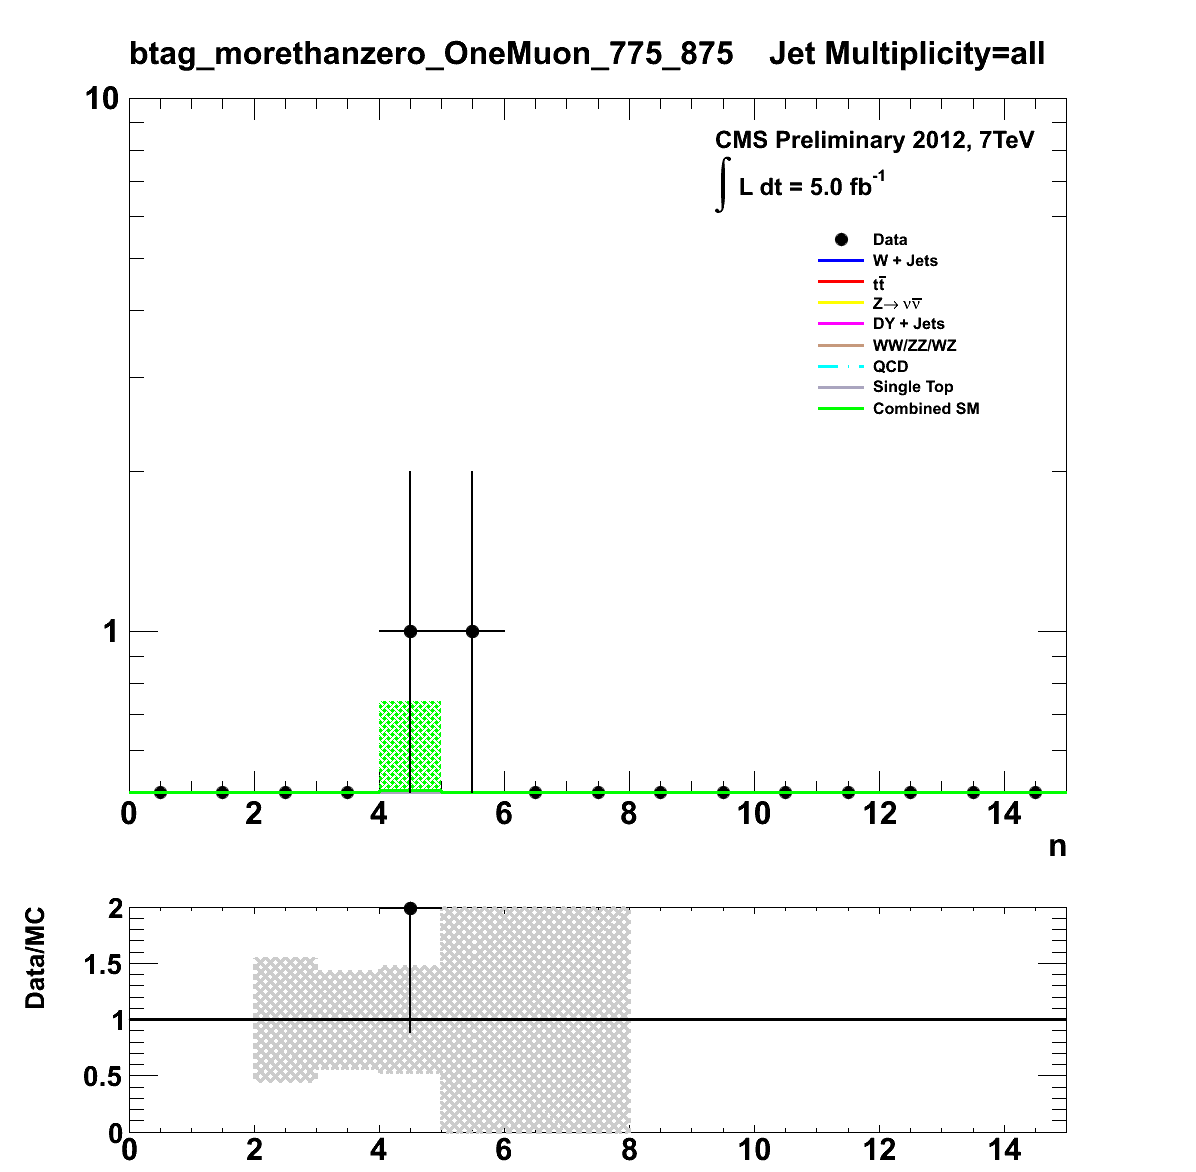 btag_morethanzero_OneMuon_775_875 Jet Multiplicity=all
10
CMS Preliminary 2012, 7TeV
∫ L dt = 5.0 fb⁻¹
Data
W + Jets
tt̅
Z→ νν̅
DY + Jets
WW/ZZ/WZ
QCD
Single Top
Combined SM
1
0 2 4 6 8 10 12 14
n
Data/MC
2
1.5
1
0.5
0
0 2 4 6 8 10 12 14